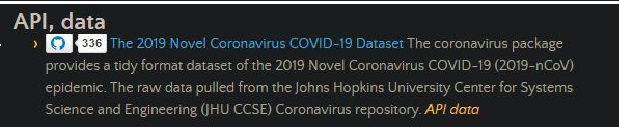 API, data
› 336 The 2019 Novel Coronavirus COVID-19 Dataset The coronavirus package
provides a tidy format dataset of the 2019 Novel Coronavirus COVID-19 (2019-nCoV)
epidemic. The raw data pulled from the Johns Hopkins University Center for Systems
Science and Engineering (JHU CCSE) Coronavirus repository. API data